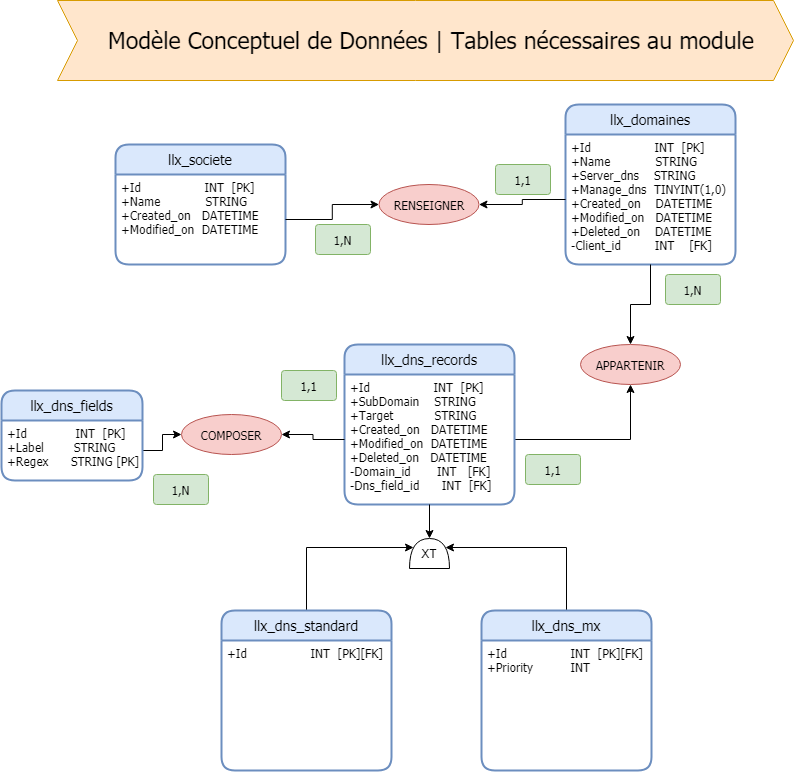 Modèle Conceptuel de Données | Tables nécessaires au module
llx_societe
+Id INT [PK]
+Name STRING
+Created_on DATETIME
+Modified_on DATETIME
RENSEIGNER
1,N
1,1
llx_domaines
+Id INT [PK]
+Name STRING
+Server_dns STRING
+Manage_dns TINYINT(1,0)
+Created_on DATETIME
+Modified_on DATETIME
+Deleted_on DATETIME
-Client_id INT [FK]
1,N
APPARTENIR
1,1
llx_dns_records
+Id INT [PK]
+SubDomain STRING
+Target STRING
+Created_on DATETIME
+Modified_on DATETIME
+Deleted_on DATETIME
-Domain_id INT [FK]
-Dns_field_id INT [FK]
1,1
COMPOSER
1,N
llx_dns_fields
+Id INT [PK]
+Label STRING
+Regex STRING [PK]
XT
llx_dns_standard
+Id INT [PK][FK]
llx_dns_mx
+Id INT [PK][FK]
+Priority INT